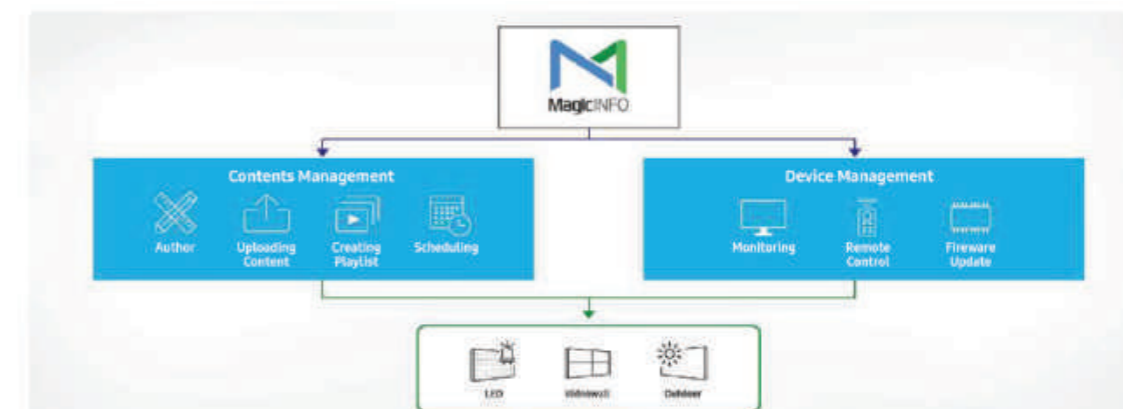 MagicINFO
Contents Management
Author
Uploading
Content
Creating
Playlist
Scheduling
Device Management
Monitoring
Remote
Control
Fireware
Update
LED
Videowall
Outdoor